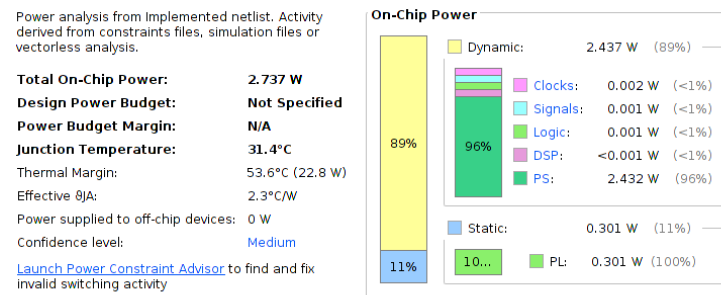 Power analysis from Implemented netlist. Activity
derived from constraints files, simulation files or
vectorless analysis.
Total On-Chip Power: 2.737 W
Design Power Budget: Not Specified
Power Budget Margin: N/A
Junction Temperature: 31.4°C
Thermal Margin: 53.6°C (22.8 W)
Effective ϑJA: 2.3°C/W
Power supplied to off-chip devices: 0 W
Confidence level: Medium
Launch Power Constraint Advisor to find and fix
invalid switching activity
On-Chip Power
89%
11%
Dynamic: 2.437 W (89%)
96%
Clocks: 0.002 W (<1%)
Signals: 0.001 W (<1%)
Logic: 0.001 W (<1%)
DSP: <0.001 W (<1%)
PS: 2.432 W (96%)
Static: 0.301 W (11%)
10...
PL: 0.301 W (100%)